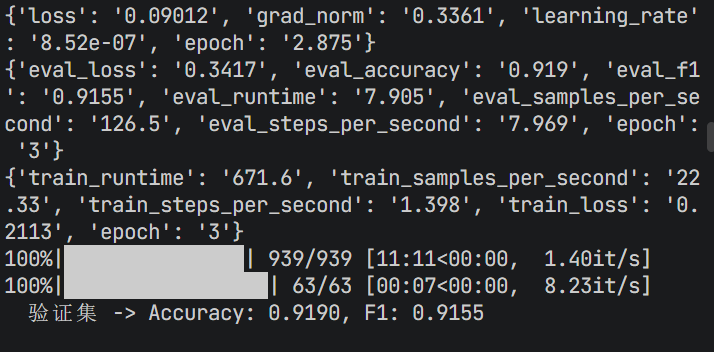 {'loss': '0.09012', 'grad_norm': '0.3361', 'learning_rate'
: '8.52e-07', 'epoch': '2.875'}
{'eval_loss': '0.3417', 'eval_accuracy': '0.919', 'eval_f1
': '0.9155', 'eval_runtime': '7.905', 'eval_samples_per_se
cond': '126.5', 'eval_steps_per_second': '7.969', 'epoch':
 '3'}
{'train_runtime': '671.6', 'train_samples_per_second': '22
.33', 'train_steps_per_second': '1.398', 'train_loss': '0.
2113', 'epoch': '3'}
100%|██████████| 939/939 [11:11<00:00,  1.40it/s]
100%|██████████| 63/63 [00:07<00:00,  8.23it/s]
  验证集 -> Accuracy: 0.9190, F1: 0.9155